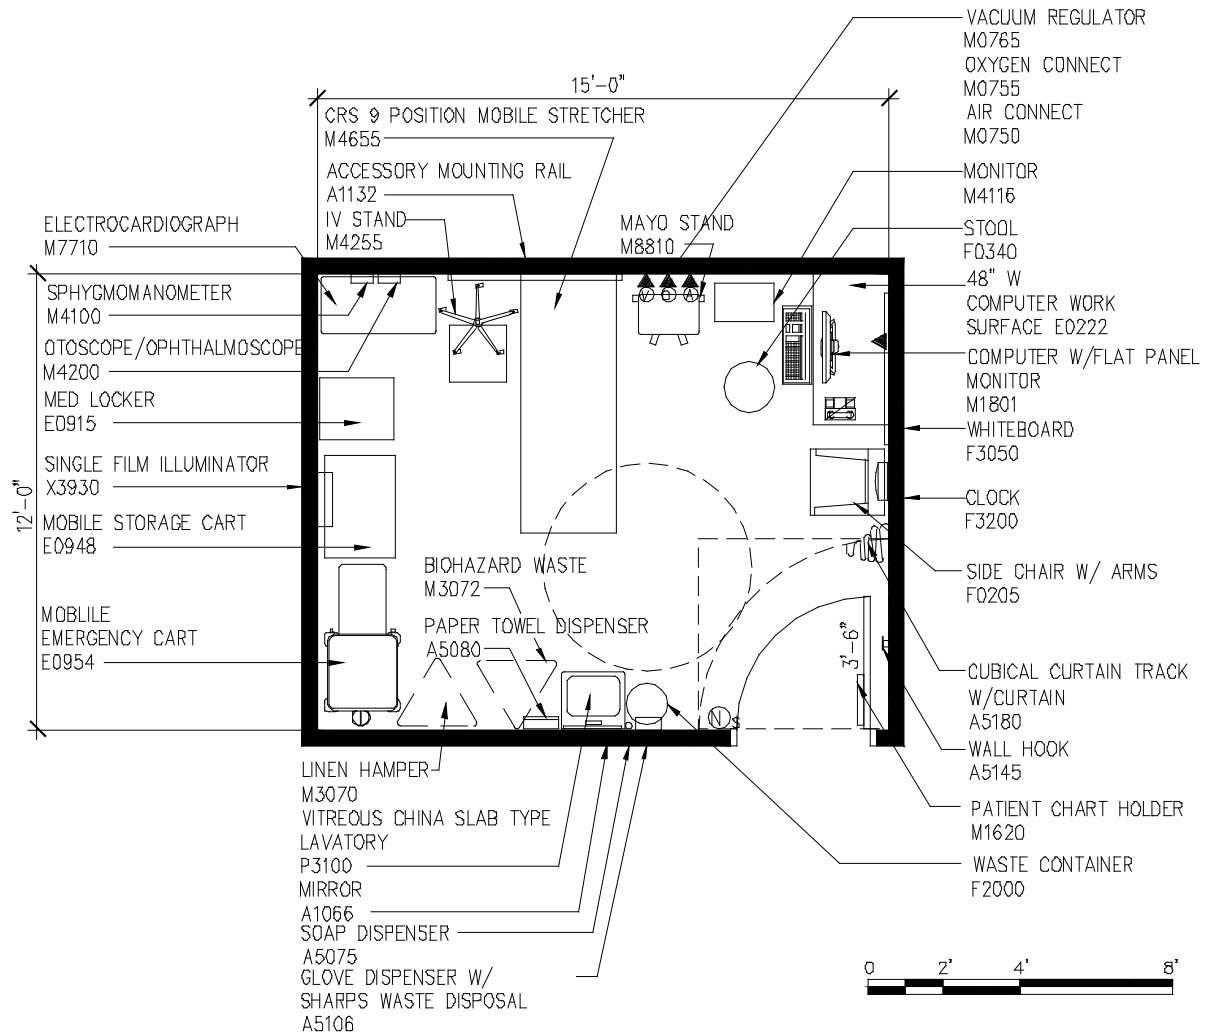 VACUUM REGULATOR
M0765
OXYGEN CONNECT
M0755
AIR CONNECT
M0750
15'-0"
CRS 9 POSITION MOBILE STRETCHER
M4655
ACCESSORY MOUNTING RAIL
A1132
IV STAND
M4255
MAYO STAND
M8810
MONITOR
M4116
STOOL
F0340
ELECTROCARDIOGRAPH
M7710
48" W
COMPUTER WORK
SURFACE E0222
SPHYGMOMANOMETER
M4100
V O A
OTOSCOPE/OPHTHALMOSCOPE
M4200
COMPUTER W/FLAT PANEL
MONITOR
M1801
MED LOCKER
E0915
WHITEBOARD
F3050
SINGLE FILM ILLUMINATOR
X3930
CLOCK
F3200
12'-0"
MOBILE STORAGE CART
E0948
BIOHAZARD WASTE
M3072
SIDE CHAIR W/ ARMS
F0205
MOBLILE
EMERGENCY CART
E0954
PAPER TOWEL DISPENSER
A5080
3'-6"
CUBICAL CURTAIN TRACK
W/CURTAIN
A5180
N
S
WALL HOOK
A5145
LINEN HAMPER
M3070
VITREOUS CHINA SLAB TYPE
LAVATORY
P3100
MIRROR
A1066
SOAP DISPENSER
A5075
GLOVE DISPENSER W/
SHARPS WASTE DISPOSAL
A5106
PATIENT CHART HOLDER
M1620
WASTE CONTAINER
F2000
0 2' 4' 8'